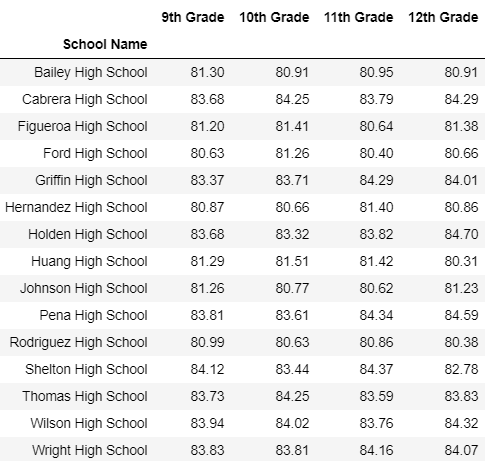 9th Grade 10th Grade 11th Grade 12th Grade
School Name
Bailey High School 81.30 80.91 80.95 80.91
Cabrera High School 83.68 84.25 83.79 84.29
Figueroa High School 81.20 81.41 80.64 81.38
Ford High School 80.63 81.26 80.40 80.66
Griffin High School 83.37 83.71 84.29 84.01
Hernandez High School 80.87 80.66 81.40 80.86
Holden High School 83.68 83.32 83.82 84.70
Huang High School 81.29 81.51 81.42 80.31
Johnson High School 81.26 80.77 80.62 81.23
Pena High School 83.81 83.61 84.34 84.59
Rodriguez High School 80.99 80.63 80.86 80.38
Shelton High School 84.12 83.44 84.37 82.78
Thomas High School 83.73 84.25 83.59 83.83
Wilson High School 83.94 84.02 83.76 84.32
Wright High School 83.83 83.81 84.16 84.07